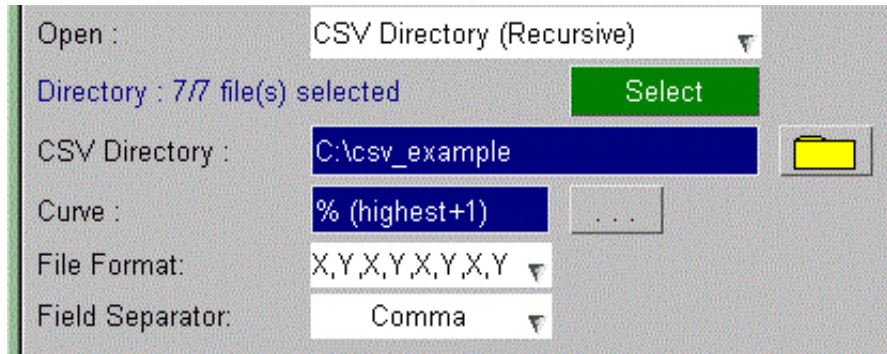 Open : CSV Directory (Recursive)
Directory : 7/7 file(s) selected Select
CSV Directory : C:\csv_example
Curve : % (highest+1) ...
File Format: X,Y,X,Y,X,Y,X,Y
Field Separator: Comma